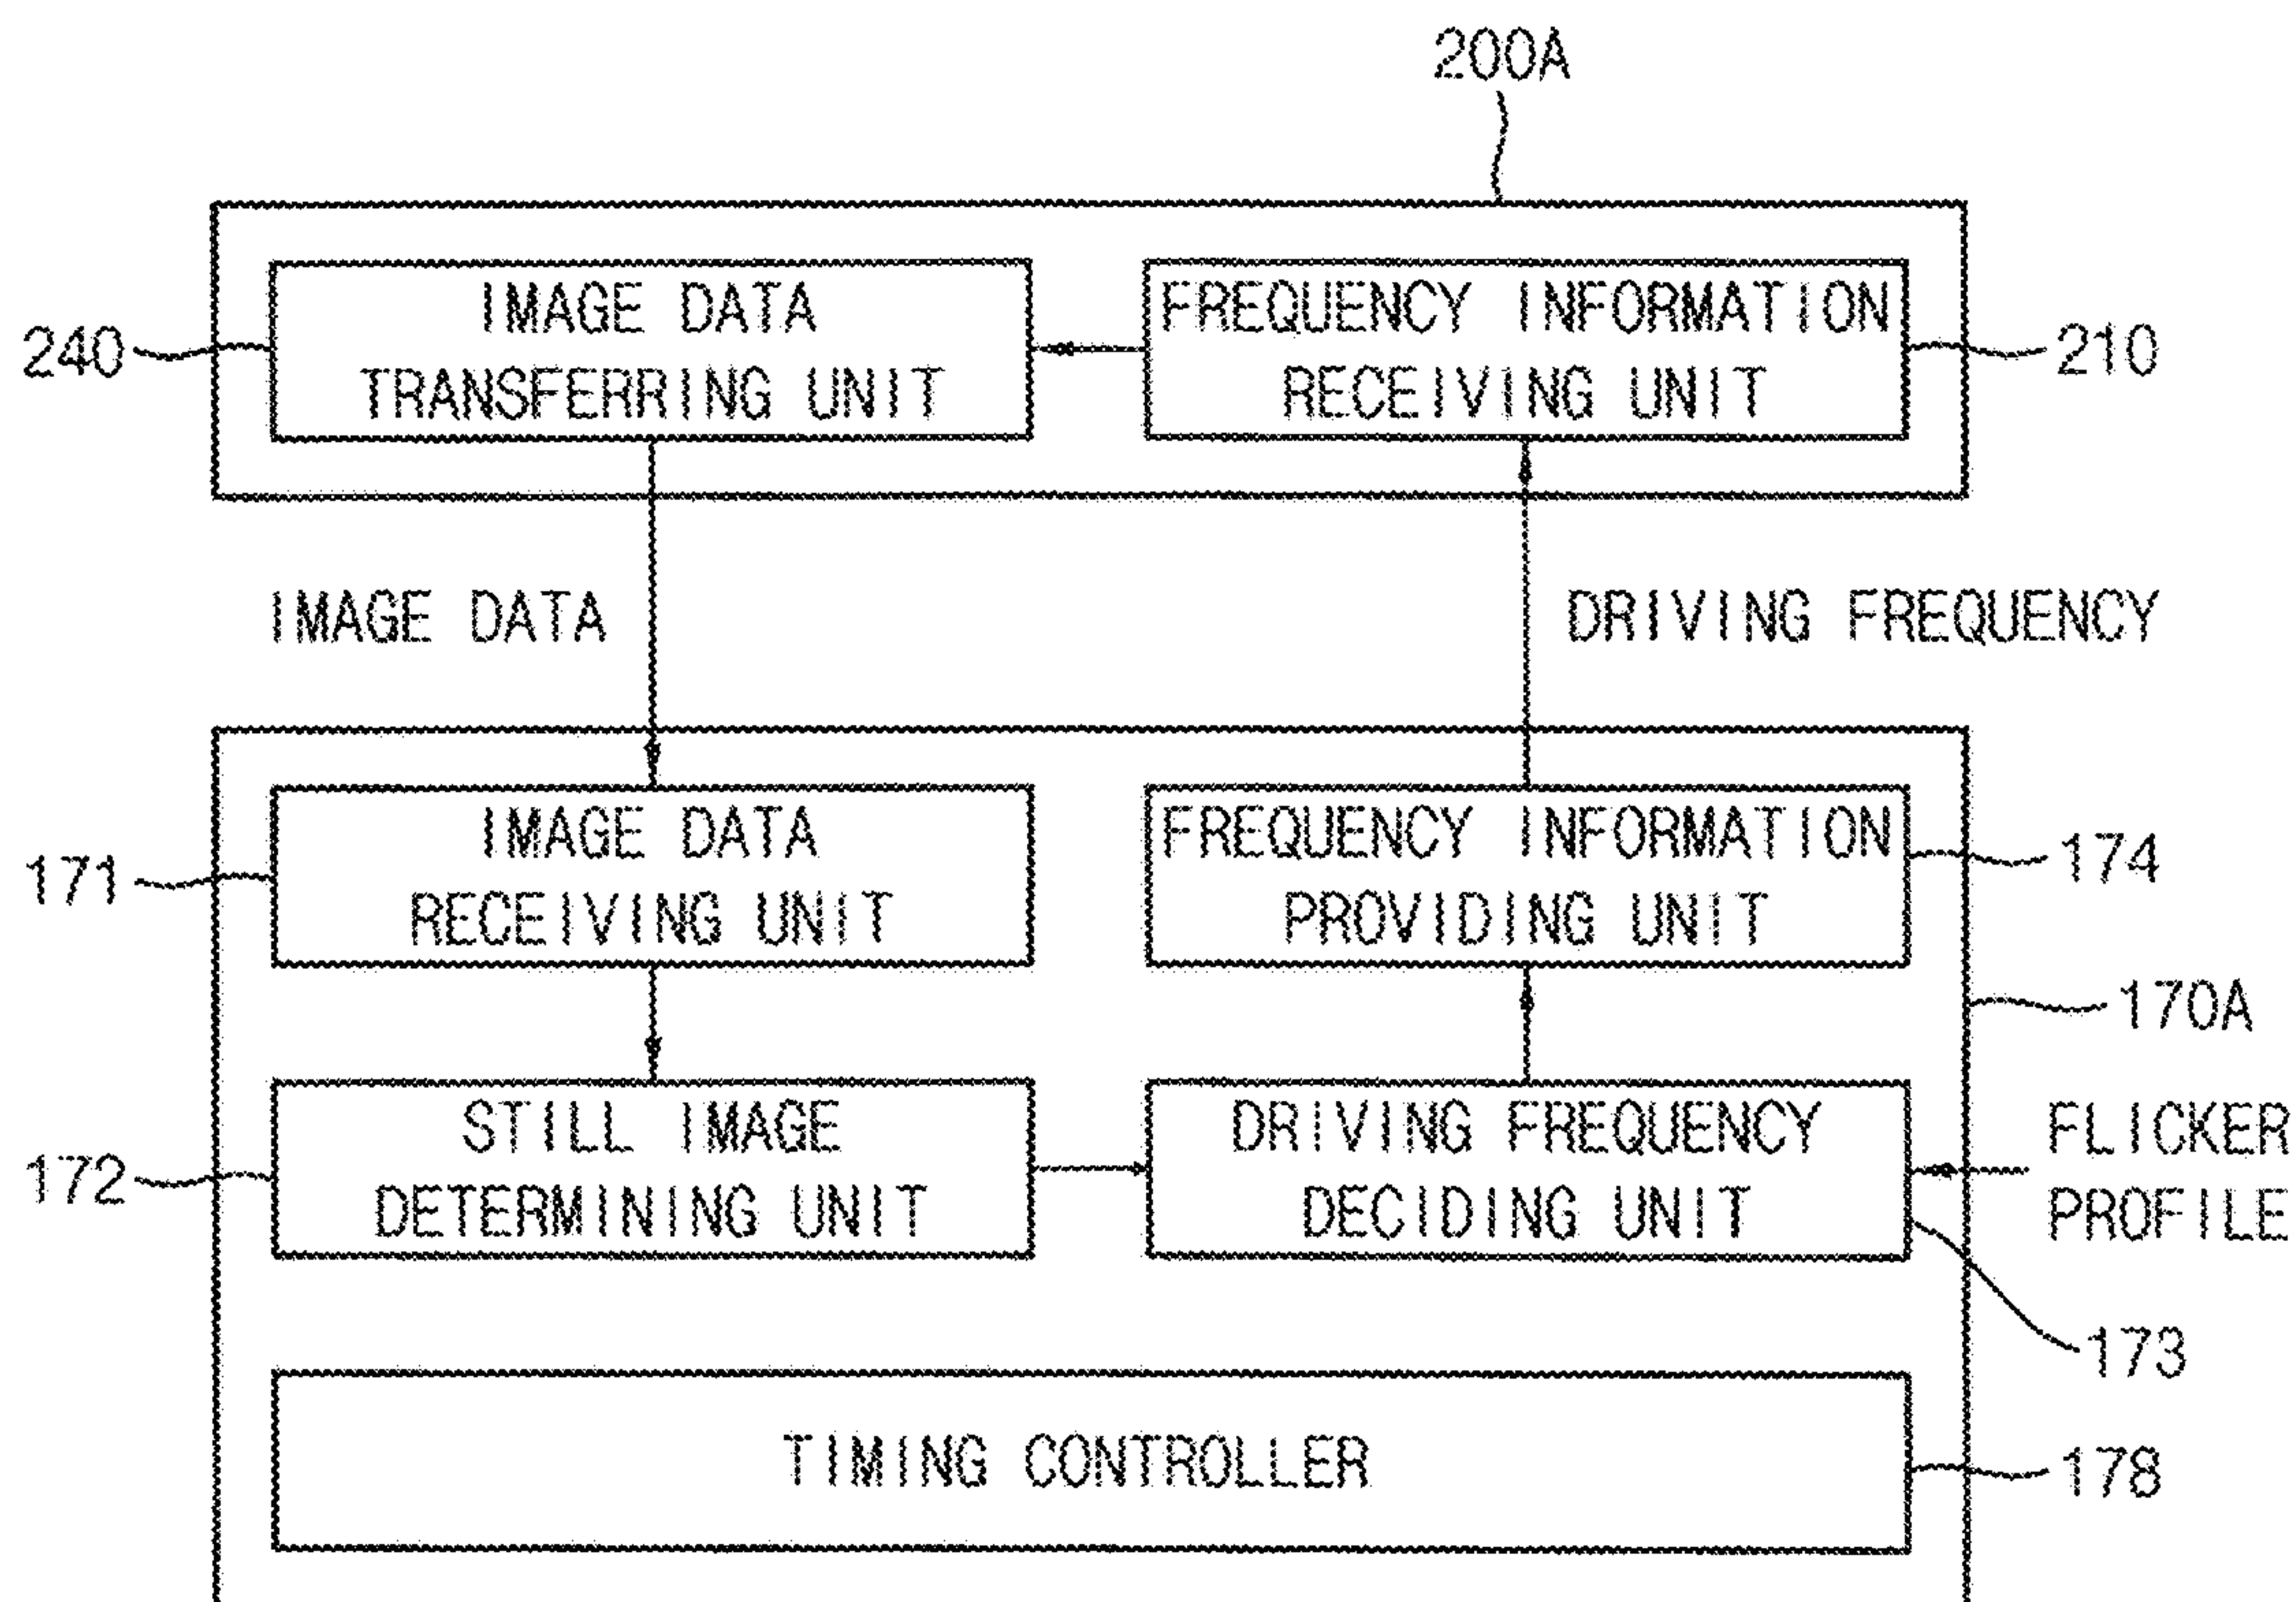 200A
IMAGE DATA
TRANSFERRING UNIT
FREQUENCY INFORMATION
RECEIVING UNIT
240
210
IMAGE DATA
DRIVING FREQUENCY
IMAGE DATA
RECEIVING UNIT
FREQUENCY INFORMATION
PROVIDING UNIT
171
174
170A
STILL IMAGE
DETERMINING UNIT
DRIVING FREQUENCY
DECIDING UNIT
FLICKER
PROFILE
172
173
TIMING CONTROLLER
178